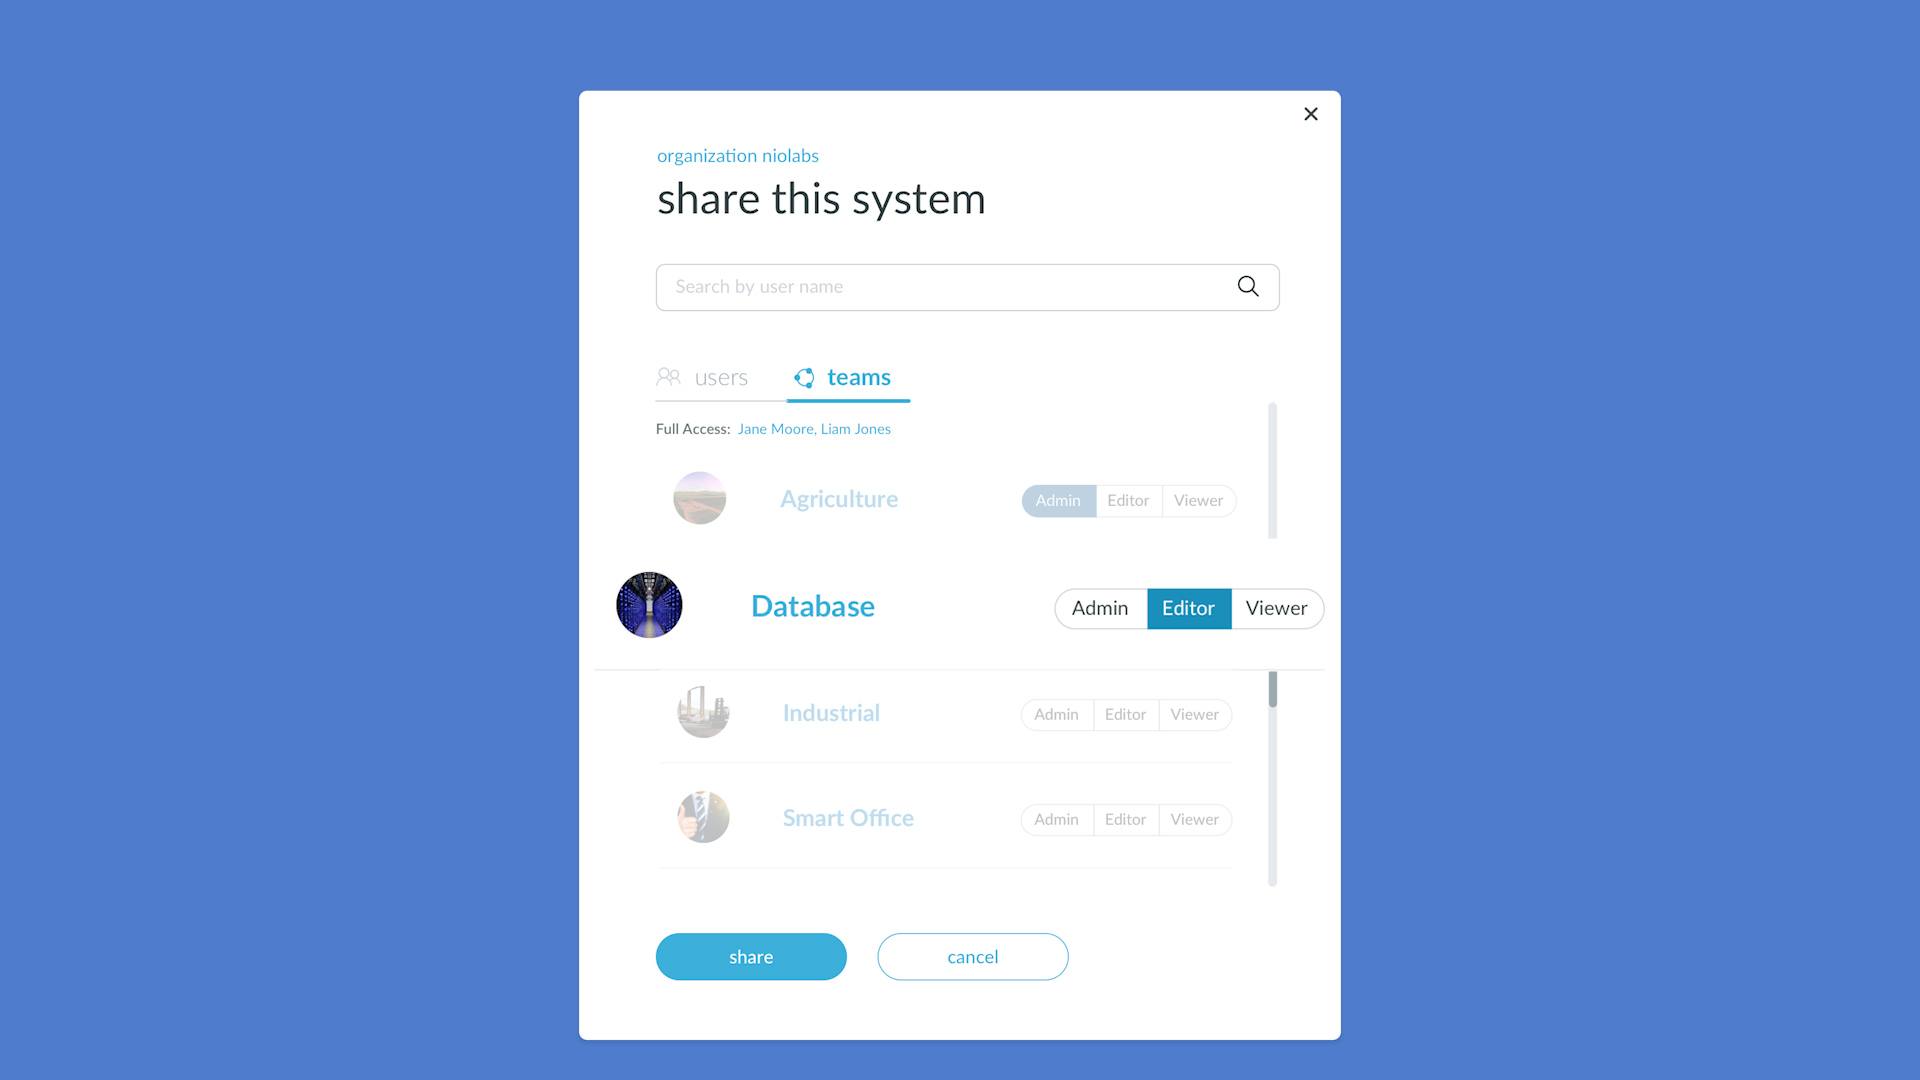 organization niolabs
share this system
Search by user name
users teams
Full Access: Jane Moore, Liam Jones
Agriculture Admin Editor Viewer
Database Admin Editor Viewer
Industrial Admin Editor Viewer
Smart Office Admin Editor Viewer
share cancel